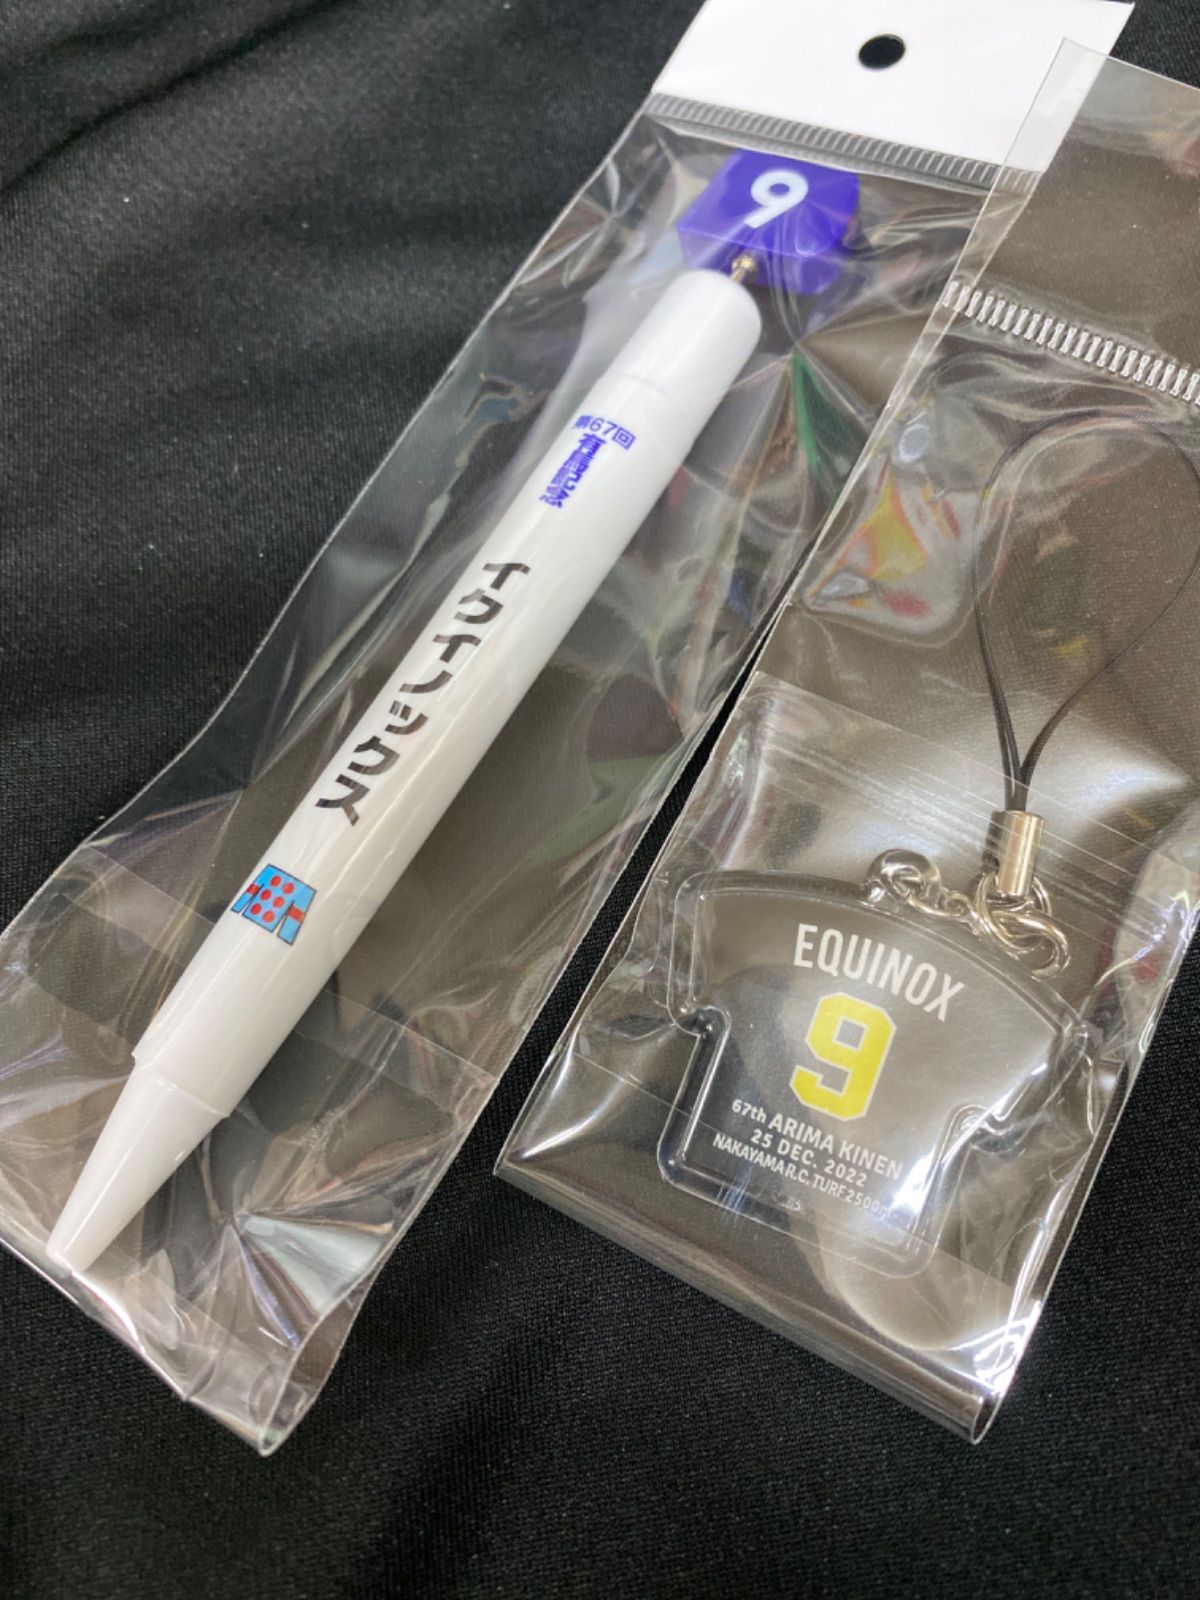 9
第67回
有馬記念
イクイノックス
EQUINOX
9
67th ARIMA KINEN
25 DEC. 2022
NAKAYAMA R.C. TURF 2500m